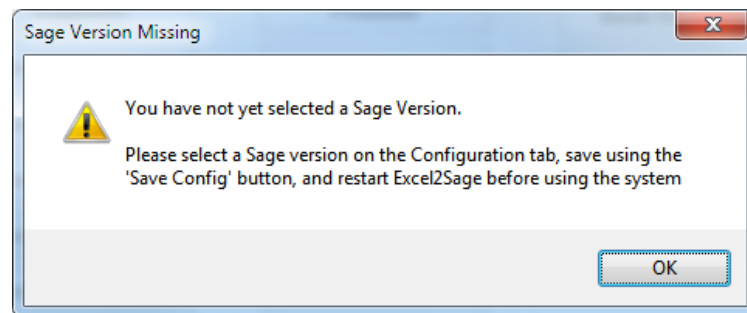 Sage Version Missing
You have not yet selected a Sage Version.
Please select a Sage version on the Configuration tab, save using the
'Save Config' button, and restart Excel2Sage before using the system
OK